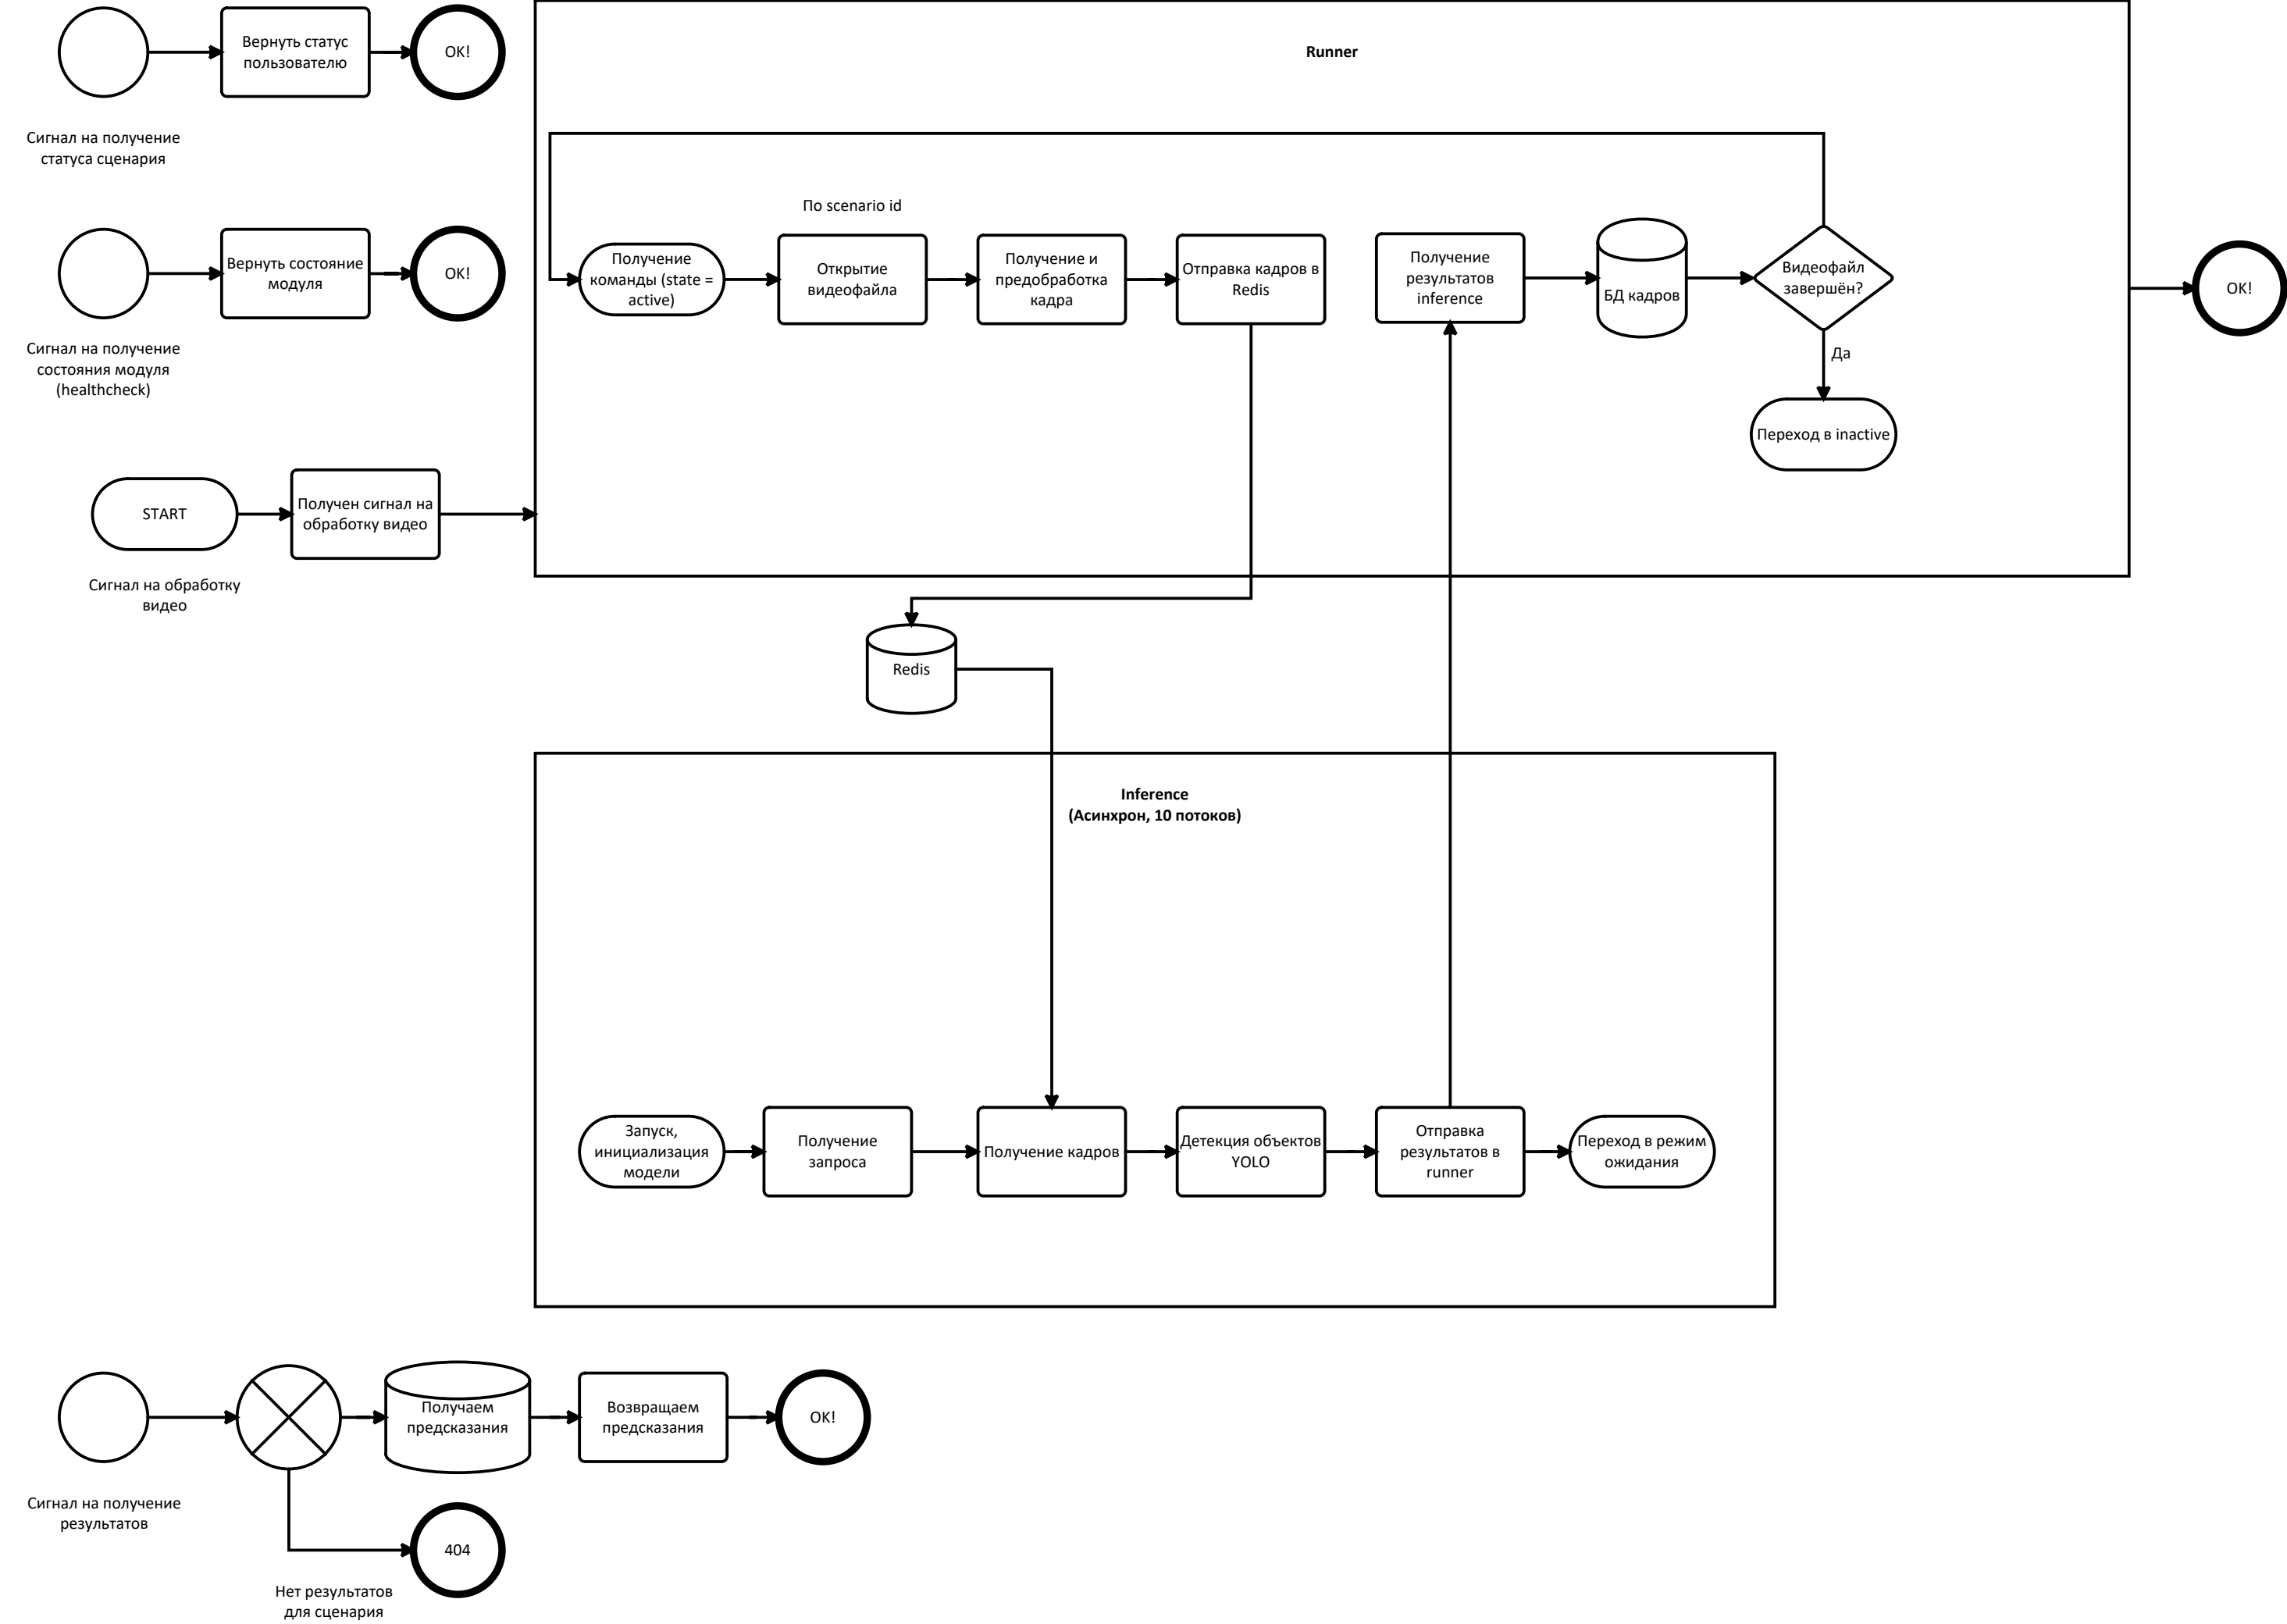 Вернуть статус
пользователю
OK!
Runner
Сигнал на получение
статуса сценария
По scenario id
Вернуть состояние
модуля
OK!
Получение
команды (state =
active)
Открытие
видеофайла
Получение и
предобработка
кадра
Отправка кадров в
Redis
Получение
результатов
inference
БД кадров
Видеофайл
завершён?
OK!
Сигнал на получение
состояния модуля
(healthcheck)
Да
Переход в inactive
START
Получен сигнал на
обработку видео
Сигнал на обработку
видео
Redis
Inference
(Асинхрон, 10 потоков)
Запуск,
инициализация
модели
Получение
запроса
Получение кадров
Детекция объектов
YOLO
Отправка
результатов в
runner
Переход в режим
ожидания
Получаем
предсказания
Возвращаем
предсказания
OK!
Сигнал на получение
результатов
404
Нет результатов
для сценария